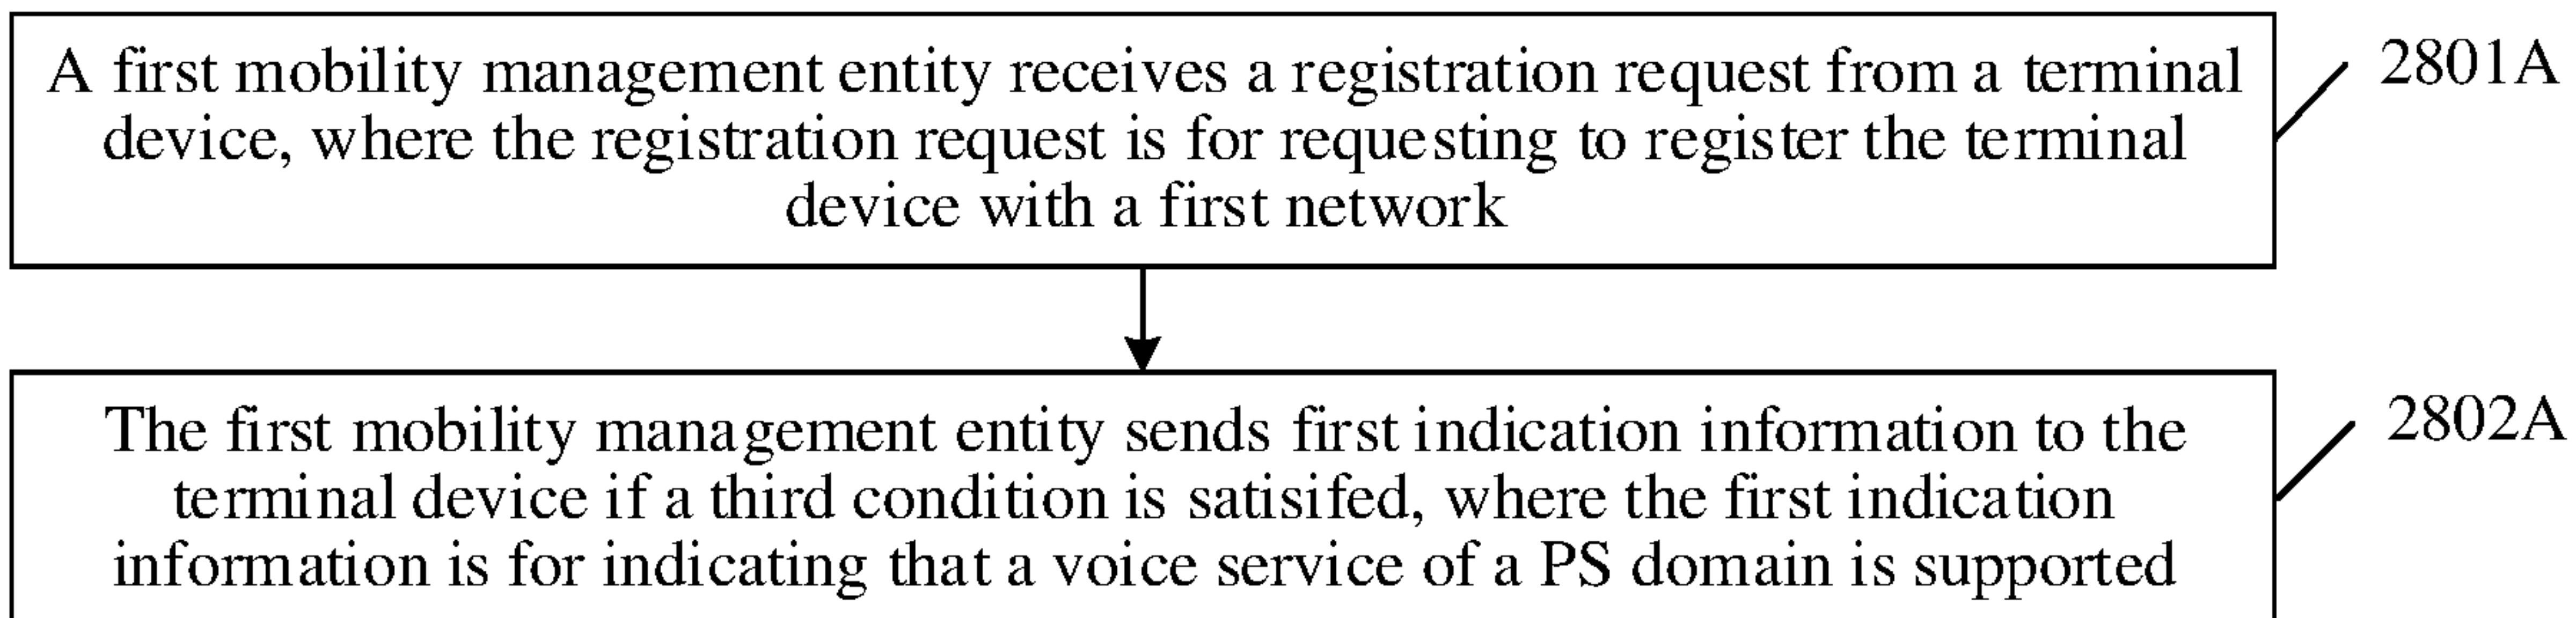 A first mobility management entity receives a registration request from a terminal
device, where the registration request is for requesting to register the terminal
device with a first network
2801A
The first mobility management entity sends first indication information to the
terminal device if a third condition is satisifed, where the first indication
information is for indicating that a voice service of a PS domain is supported
2802A